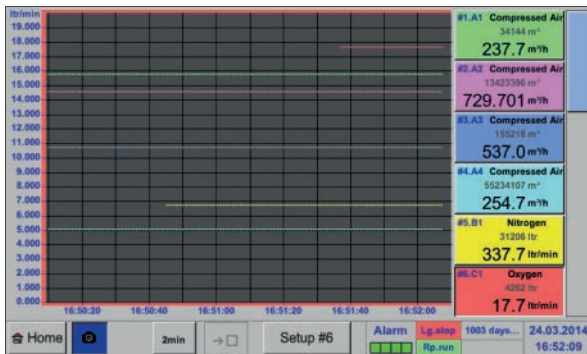 ltr/min
19.000
18.000
17.000
16.000
15.000
14.000
13.000
12.000
11.000
10.000
9.000
8.000
7.000
6.000
5.000
4.000
3.000
2.000
1.000
0.000
16:50:20 16:50:40 16:51:00 16:51:20 16:51:40 16:52:00
#1.A1 Compressed Air
34144 m³
237.7 m³/h
#2.A2 Compressed Air
13423396 m³
729.701 m³/h
#3.A3 Compressed Air
155218 m³
537.0 m³/h
#4.A4 Compressed Air
55234107 m³
254.7 m³/h
#5.B1 Nitrogen
31206 ltr
337.7 ltr/min
#6.C1 Oxygen
4262 ltr
17.7 ltr/min
Home 2min Setup #6 Alarm Lg.stop 1003 days... 24.03.2014
Rp.run 16:52:09